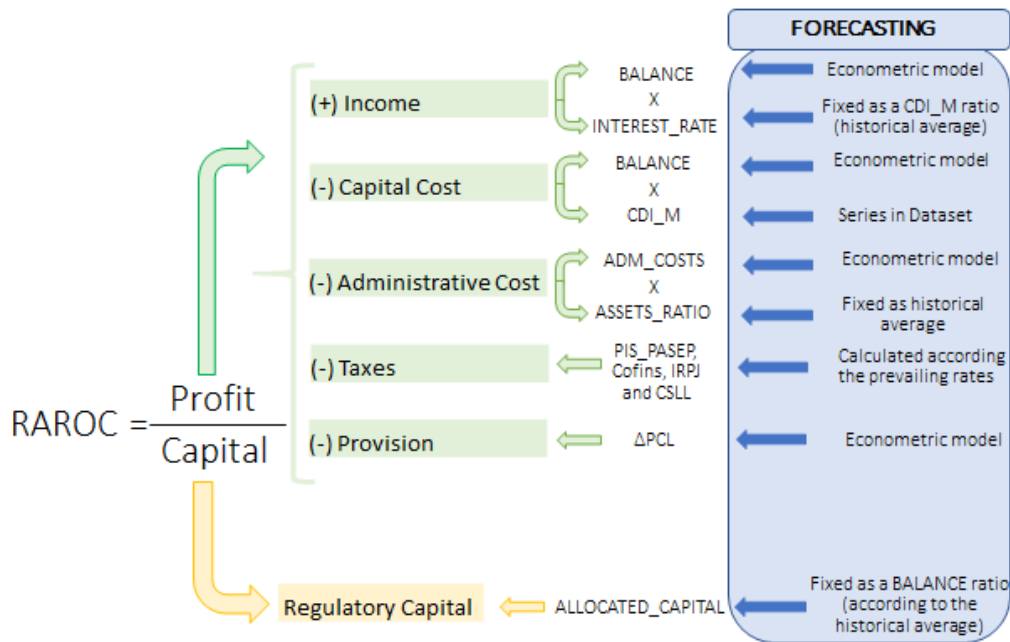 FORECASTING
BALANCE
Econometric model
(+) Income
X
Fixed as a CDI_M ratio
(historical average)
INTEREST_RATE
BALANCE
Econometric model
(-) Capital Cost
X
CDI_M
Series in Dataset
ADM_COSTS
Econometric model
(-) Administrative Cost
X
ASSETS_RATIO
Fixed as historical
average
(-) Taxes
PIS_PASEP,
Cofins, IRPJ
and CSLL
Calculated according
the prevailing rates
RAROC =
Profit
Capital
(-) Provision
ΔPCL
Econometric model
Regulatory Capital
ALLOCATED_CAPITAL
Fixed as a BALANCE ratio
(according to the
historical average)